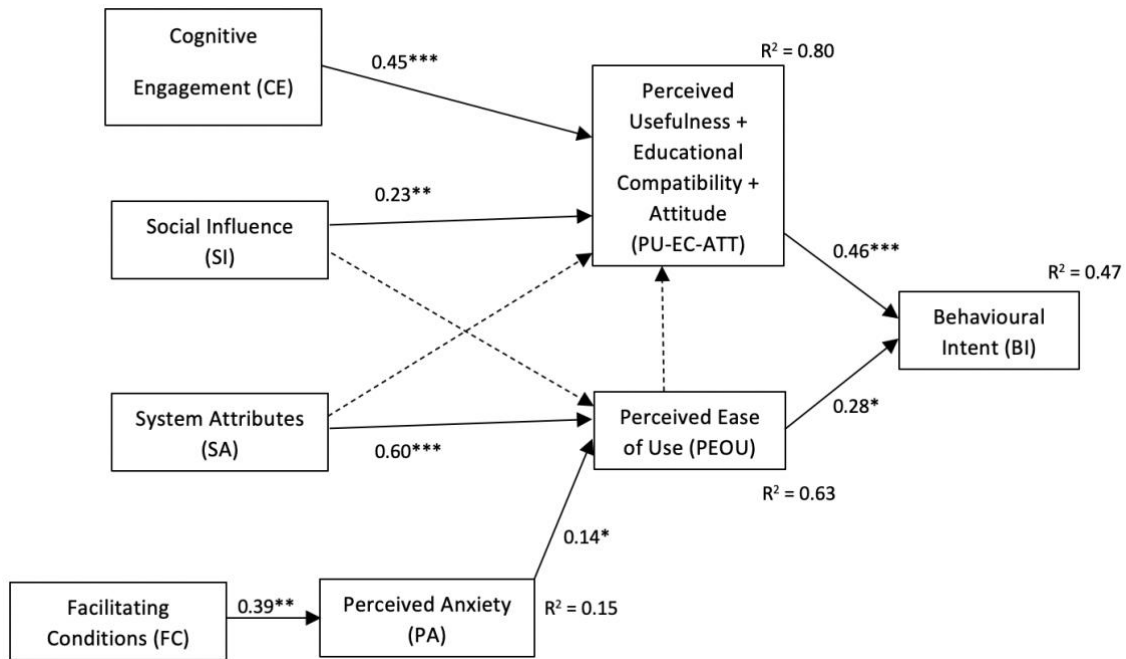 Cognitive
Engagement (CE)
0.45***
R² = 0.80
Perceived
Usefulness +
Educational
Compatibility +
Attitude
(PU-EC-ATT)
Social Influence
(SI)
0.23**
0.46***
R² = 0.47
Behavioural
Intent (BI)
System Attributes
(SA)
0.60***
Perceived Ease
of Use (PEOU)
0.28*
R² = 0.63
0.14*
Facilitating
Conditions (FC)
0.39**
Perceived Anxiety
(PA)
R² = 0.15